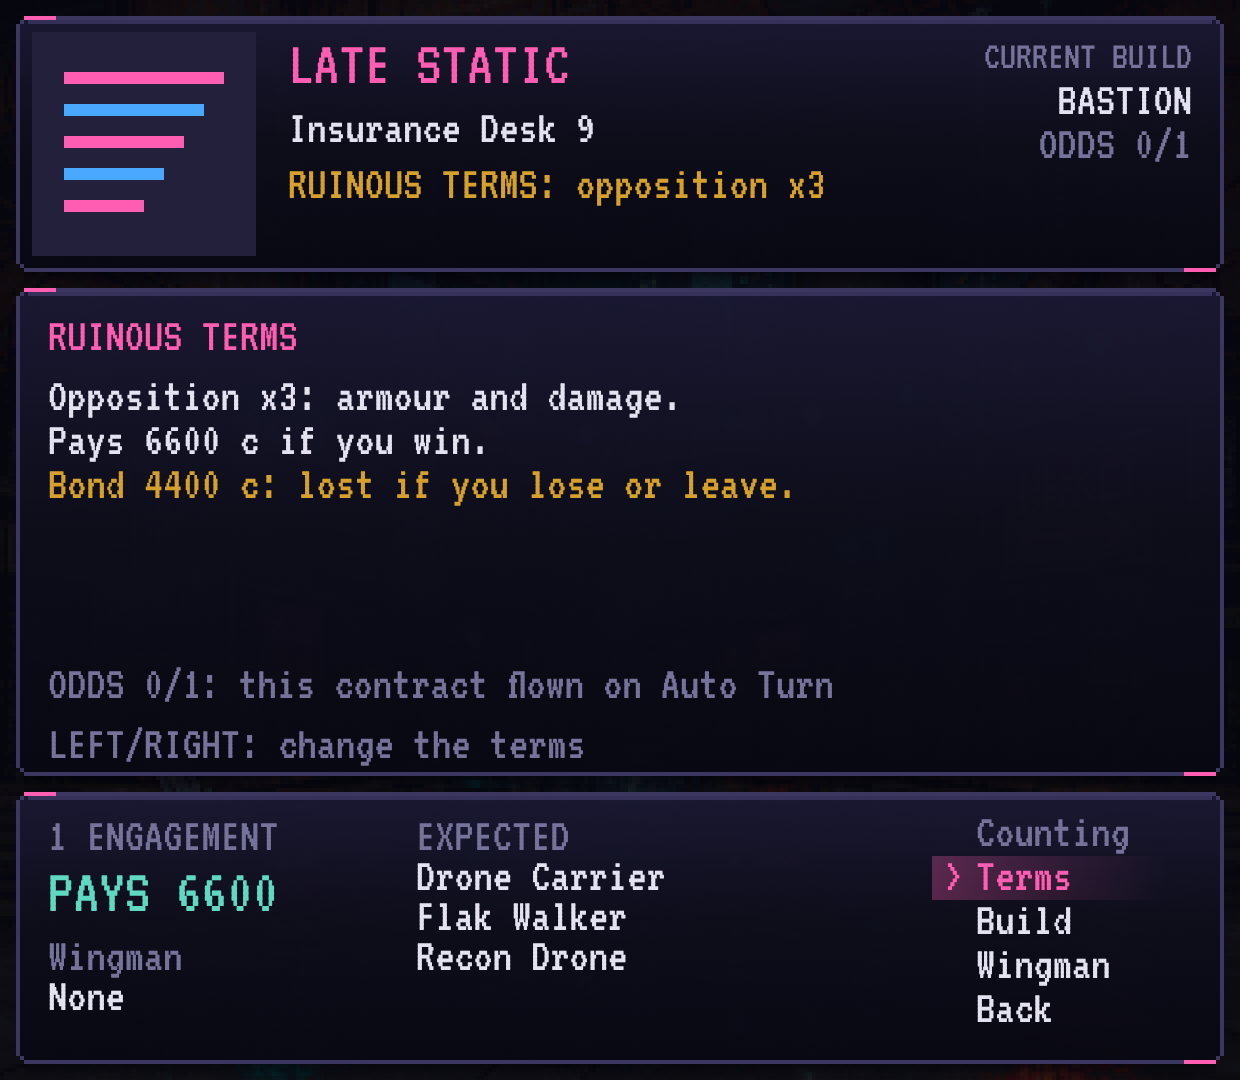 LATE STATIC
Insurance Desk 9
RUINOUS TERMS: opposition x3
CURRENT BUILD
BASTION
ODDS 0/1
RUINOUS TERMS
Opposition x3: armour and damage.
Pays 6600 c if you win.
Bond 4400 c: lost if you lose or leave.
ODDS 0/1: this contract flown on Auto Turn
LEFT/RIGHT: change the terms
1 ENGAGEMENT
PAYS 6600
Wingman
None
EXPECTED
Drone Carrier
Flak Walker
Recon Drone
Counting
> Terms
Build
Wingman
Back